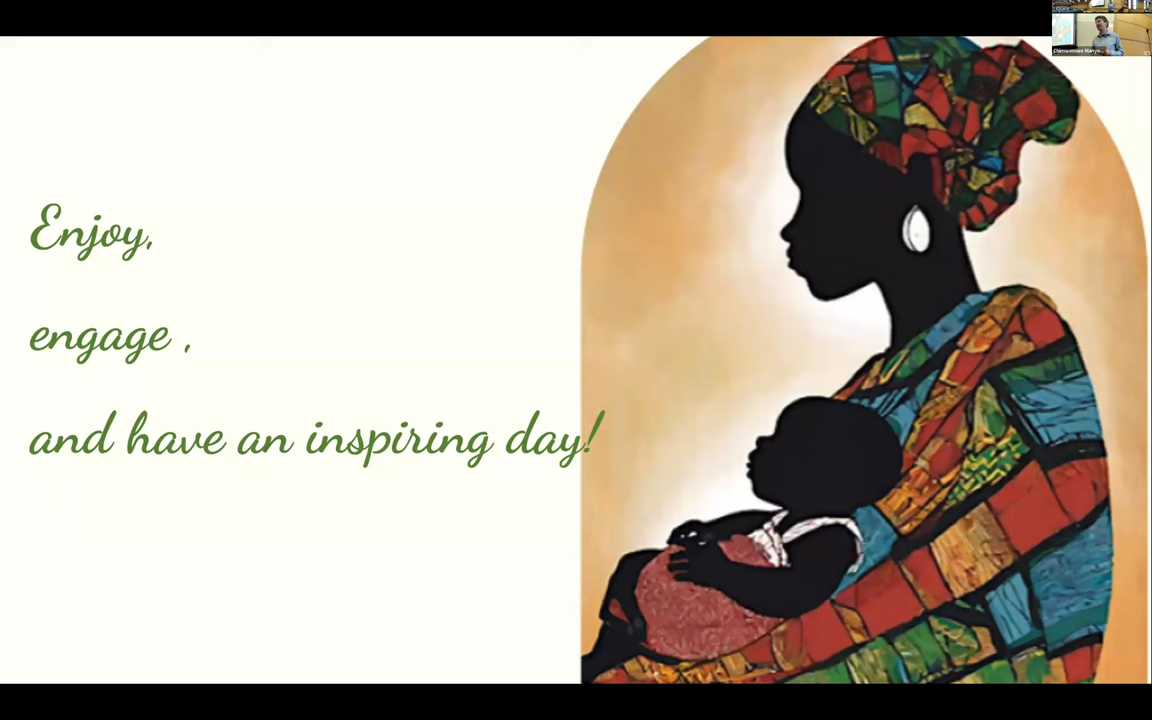 Enjoy,
engage ,
and have an inspiring day!